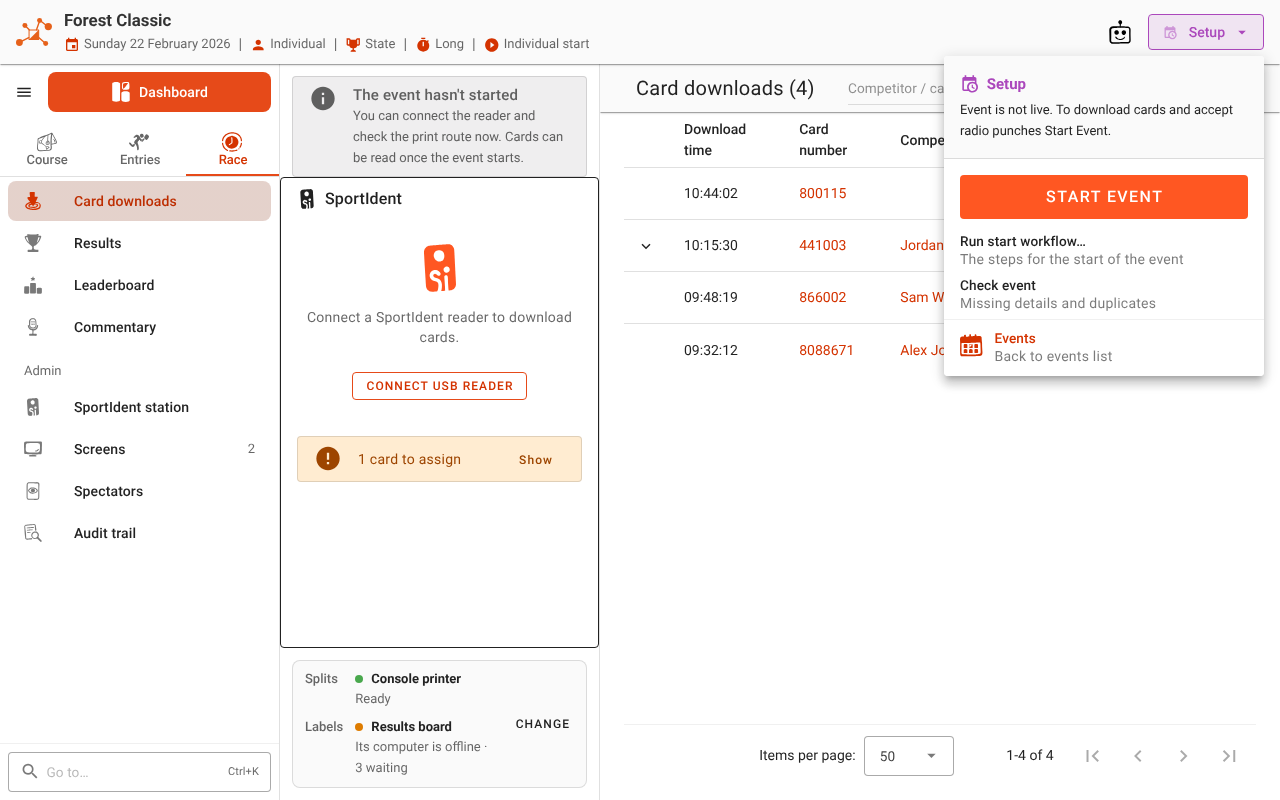 Forest Classic
Sunday 22 February 2026 | Individual | State | Long | Individual start
Setup
Dashboard
Course
Entries
Race
Card downloads
Results
Leaderboard
Commentary
Admin
SportIdent station
Screens 2
Spectators
Audit trail
Go to... Ctrl+K
The event hasn't started
You can connect the reader and
check the print route now. Cards can
be read once the event starts.
SportIdent
Si
Connect a SportIdent reader to download
cards.
CONNECT USB READER
1 card to assign Show
Splits Console printer
Ready
Labels Results board CHANGE
Its computer is offline ·
3 waiting
Card downloads (4) Competitor / ca
Download
time
Card
number
Compe
10:44:02 800115
10:15:30 441003 Jordan
09:48:19 866002 Sam W
09:32:12 8088671 Alex Jo
Items per page: 50 1-4 of 4
Setup
Event is not live. To download cards and accept
radio punches Start Event.
START EVENT
Run start workflow…
The steps for the start of the event
Check event
Missing details and duplicates
Events
Back to events list